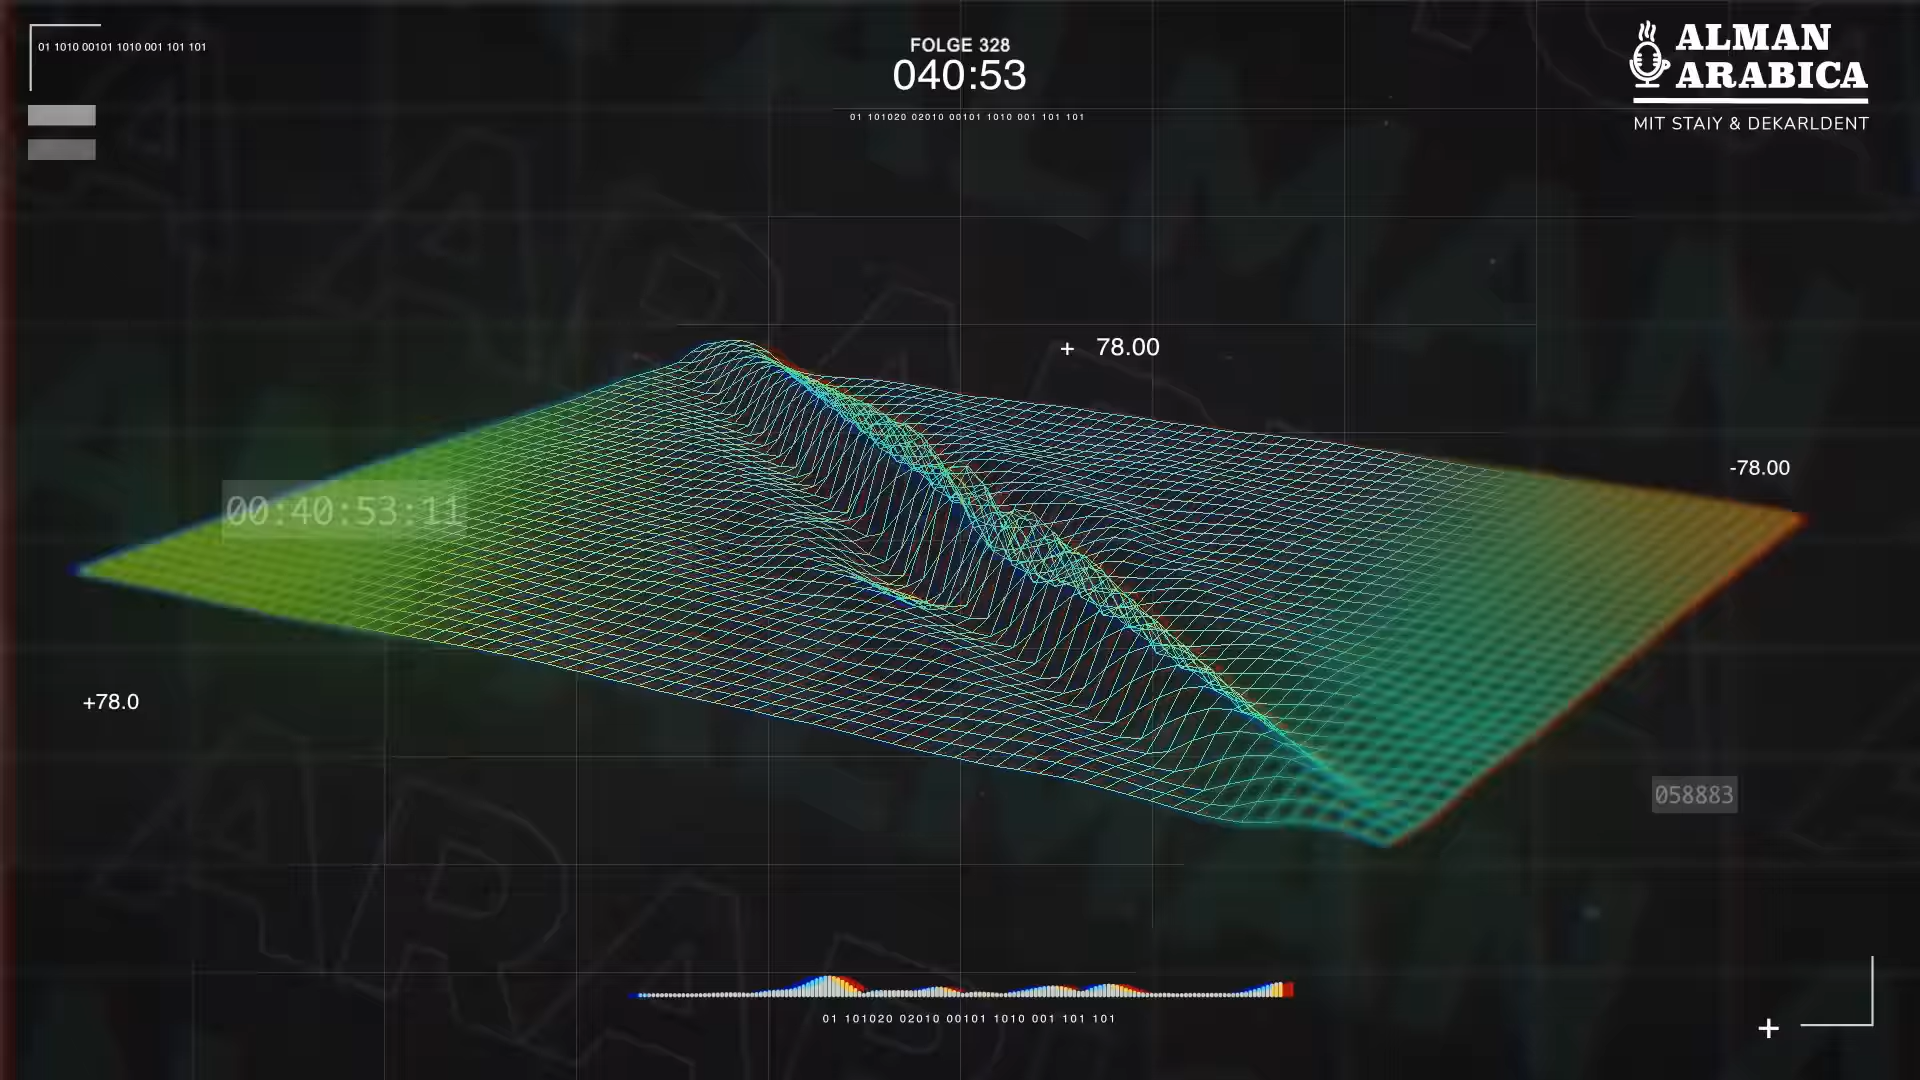 01 1010 00101 1010 001 101 101
FOLGE 328
040:53
01 101020 02010 00101 1010 001 101 101
ALMAN
ARABICA
MIT STAIY & DEKARLDENT
+ 78.00
-78.00
00:40:53:11
+78.0
058883
01 101020 02010 00101 1010 001 101 101
+